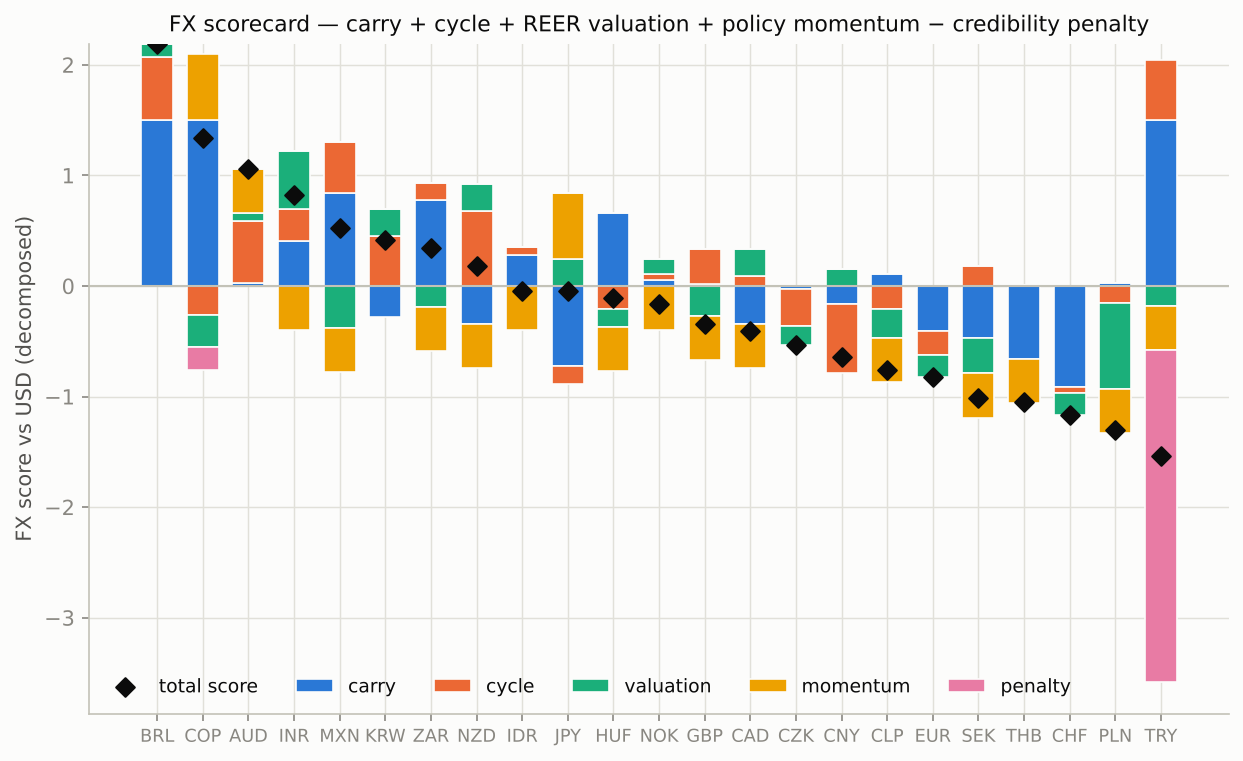 FX scorecard — carry + cycle + REER valuation + policy momentum − credibility penalty
FX score vs USD (decomposed)
2
1
0
−1
−2
−3
total score carry cycle valuation momentum penalty
BRL COP AUD INR MXN KRW ZAR NZD IDR JPY HUF NOK GBP CAD CZK CNY CLP EUR SEK THB CHF PLN TRY